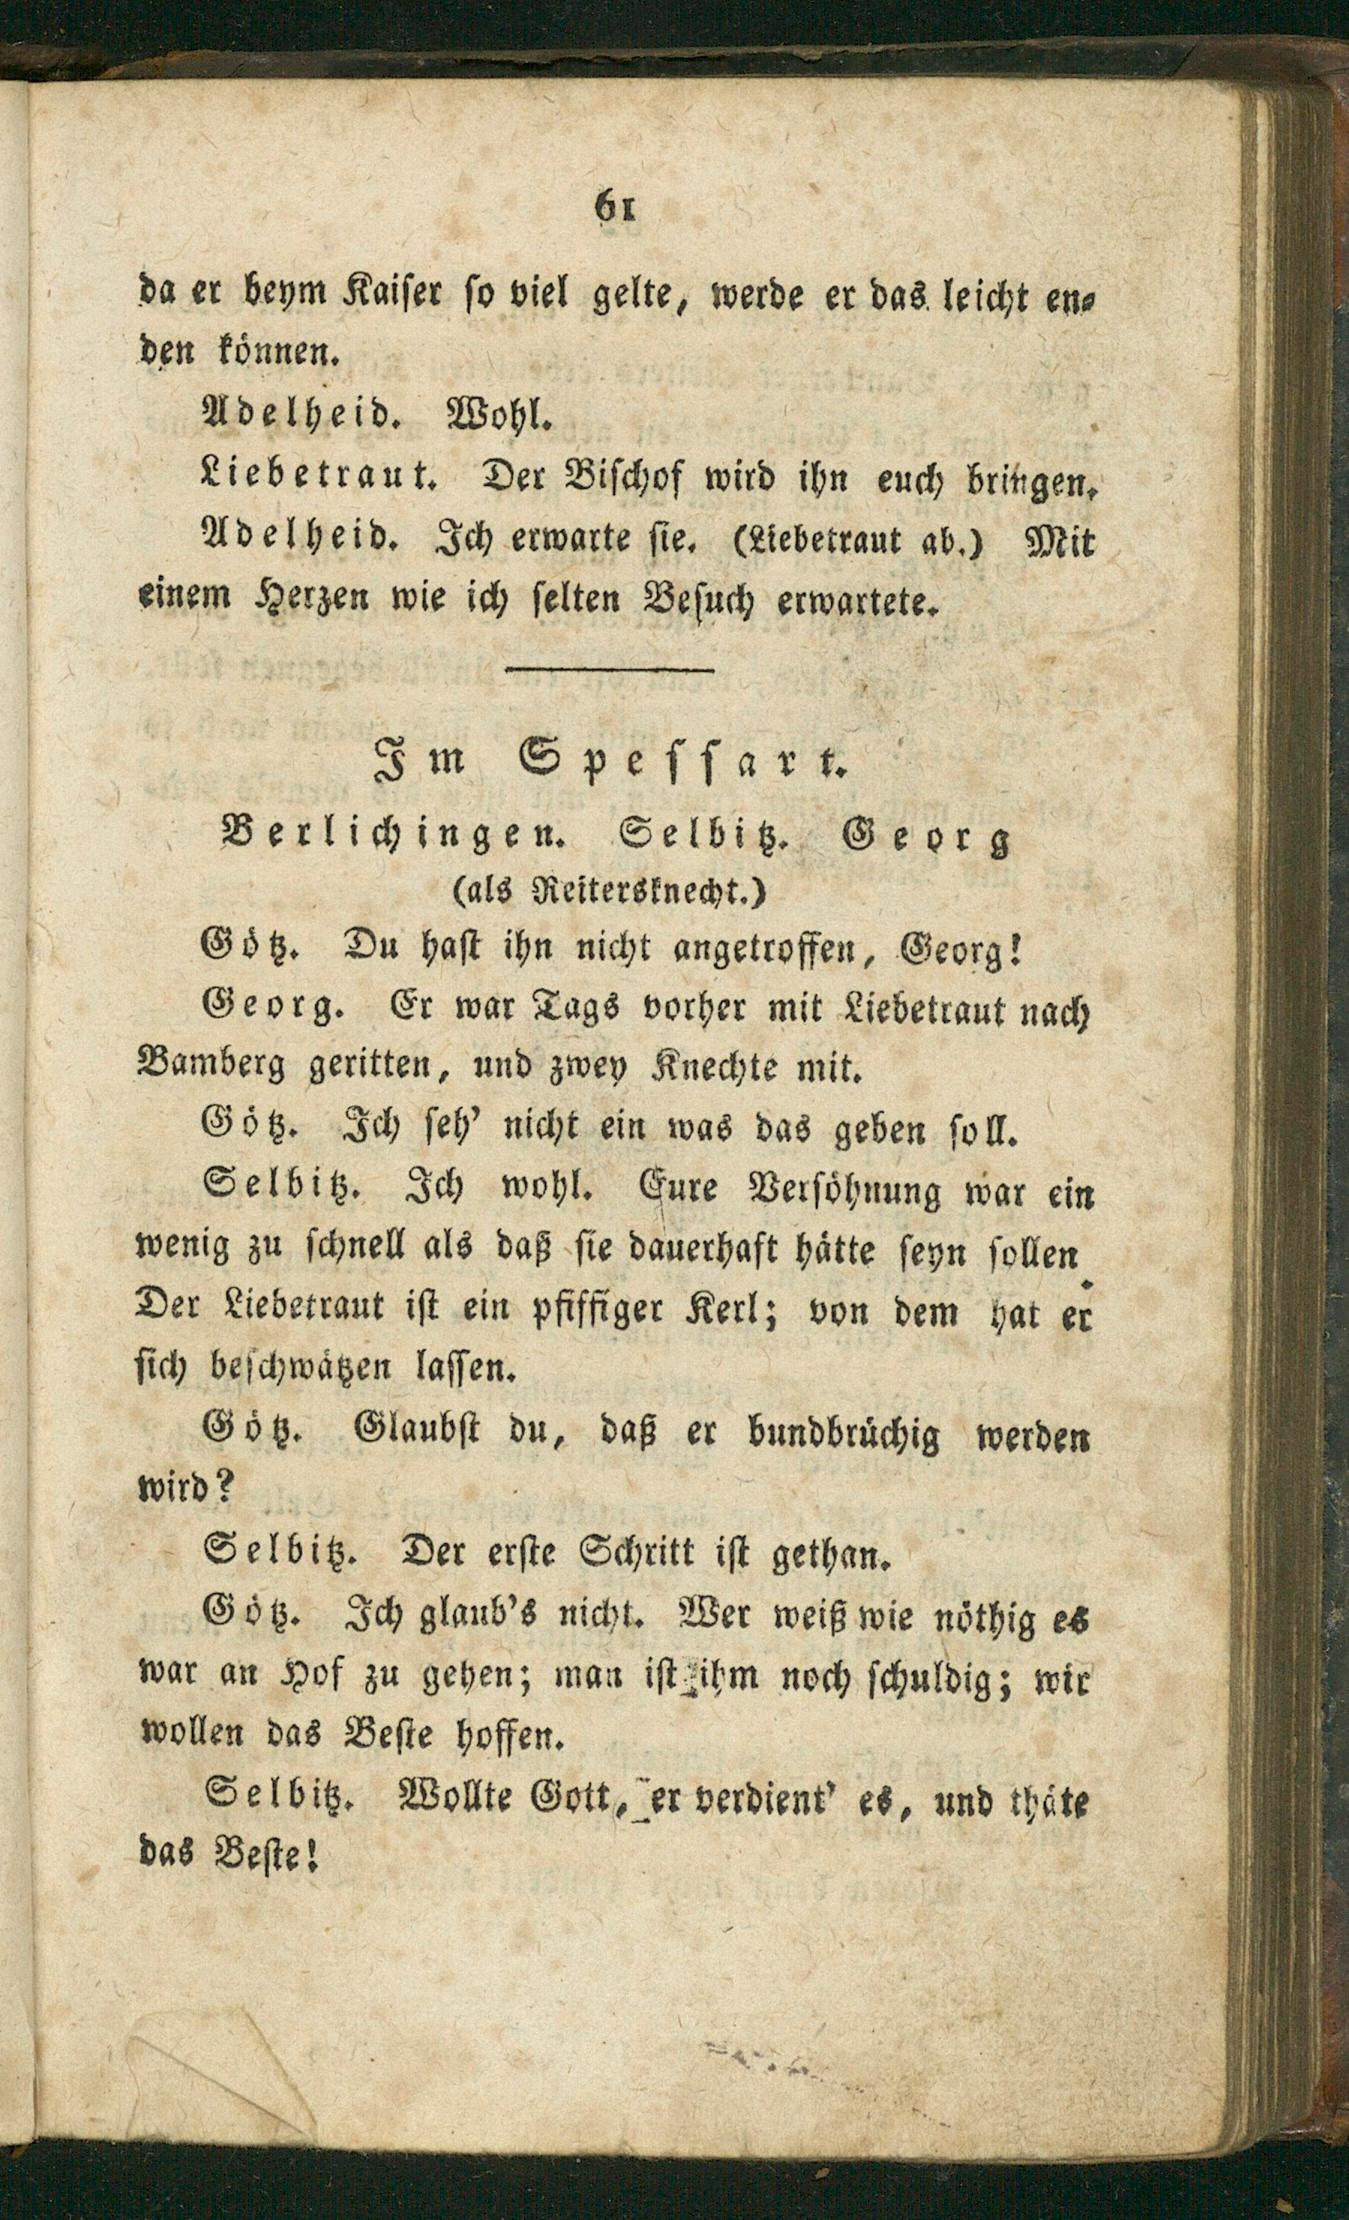 61
da er beym Kaiser so viel gelte, werde er das leicht en-
den können.
Adelheid. Wohl.
Liebetraut. Der Bischof wird ihn euch bringen.
Adelheid. Ich erwarte sie. (Liebetraut ab.) Mit
einem Herzen wie ich selten Besuch erwartete.
Im Spessart.
Berlichingen. Selbitz. Georg
(als Reitersknecht.)
Götz. Du hast ihn nicht angetroffen, Georg!
Georg. Er war Tags vorher mit Liebetraut nach
Bamberg geritten, und zwey Knechte mit.
Götz. Ich seh' nicht ein was das geben soll.
Selbitz. Ich wohl. Eure Versöhnung war ein
wenig zu schnell als daß sie dauerhaft hätte seyn sollen.
Der Liebetraut ist ein pfiffiger Kerl; von dem hat er
sich beschwätzen lassen.
Götz. Glaubst du, daß er bundbrüchig werden
wird?
Selbitz. Der erste Schritt ist gethan.
Götz. Ich glaub's nicht. Wer weiß wie nöthig es
war an Hof zu gehen; man ist ihm noch schuldig; wir
wollen das Beste hoffen.
Selbitz. Wollte Gott, er verdient' es, und thäte
das Beste!